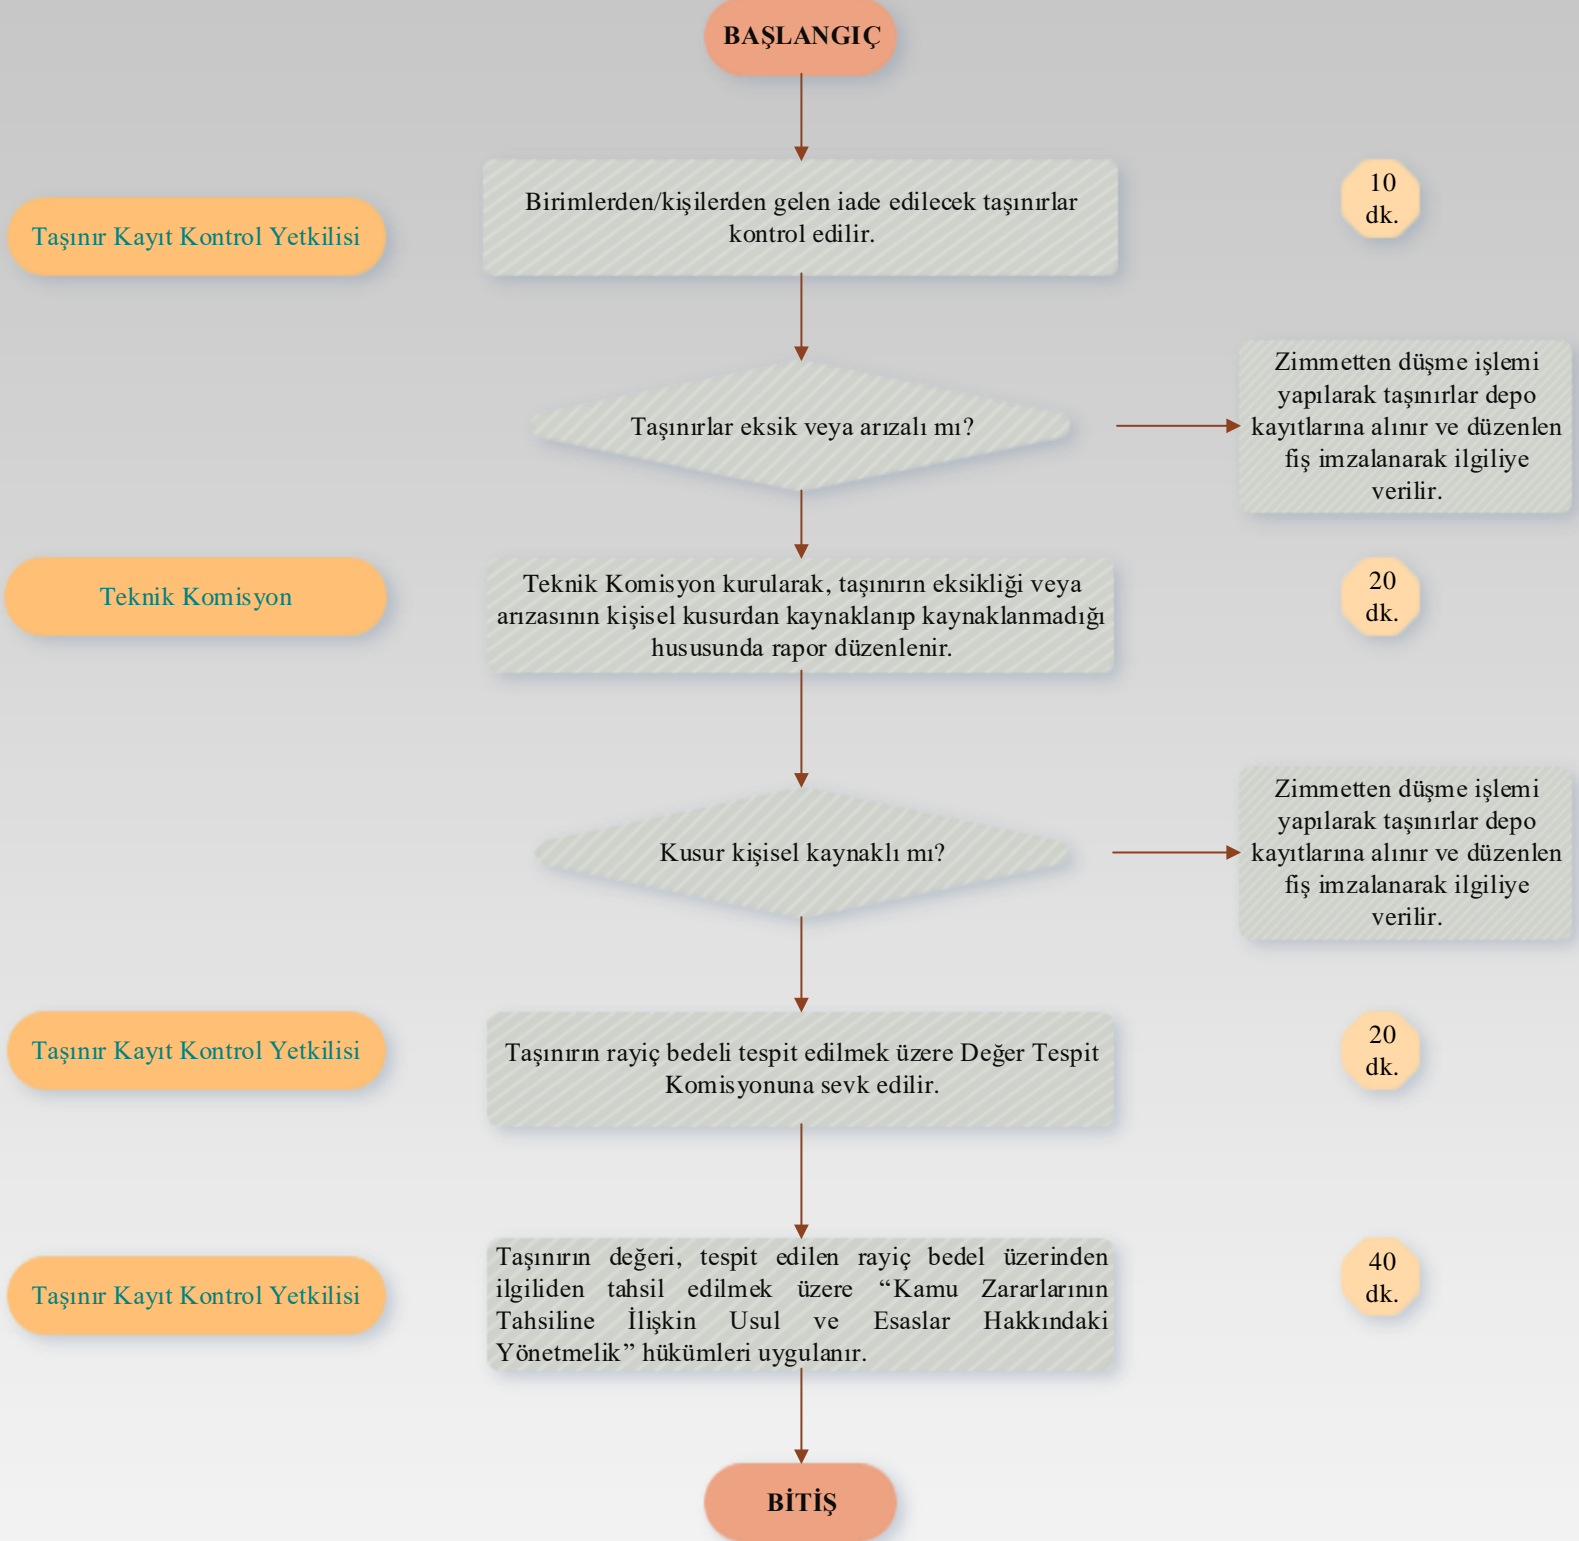 BAŞLANGIÇ
Taşınır Kayıt Kontrol Yetkilisi
Birimlerden/kişilerden gelen iade edilecek taşınırlar
kontrol edilir.
10
dk.
Taşınırlar eksik veya arızalı mı?
Zimmetten düşme işlemi
yapılarak taşınırlar depo
kayıtlarına alınır ve düzenlen
fiş imzalanarak ilgiliye
verilir.
Teknik Komisyon
Teknik Komisyon kurularak, taşınırın eksikliği veya
arızasının kişisel kusurdan kaynaklanıp kaynaklanmadığı
hususunda rapor düzenlenir.
20
dk.
Kusur kişisel kaynaklı mı?
Zimmetten düşme işlemi
yapılarak taşınırlar depo
kayıtlarına alınır ve düzenlen
fiş imzalanarak ilgiliye
verilir.
Taşınır Kayıt Kontrol Yetkilisi
Taşınırın rayiç bedeli tespit edilmek üzere Değer Tespit
Komisyonuna sevk edilir.
20
dk.
Taşınır Kayıt Kontrol Yetkilisi
Taşınırın değeri, tespit edilen rayiç bedel üzerinden
ilgiliden tahsil edilmek üzere “Kamu Zararlarının
Tahsiline İlişkin Usul ve Esaslar Hakkındaki
Yönetmelik” hükümleri uygulanır.
40
dk.
BİTİŞ